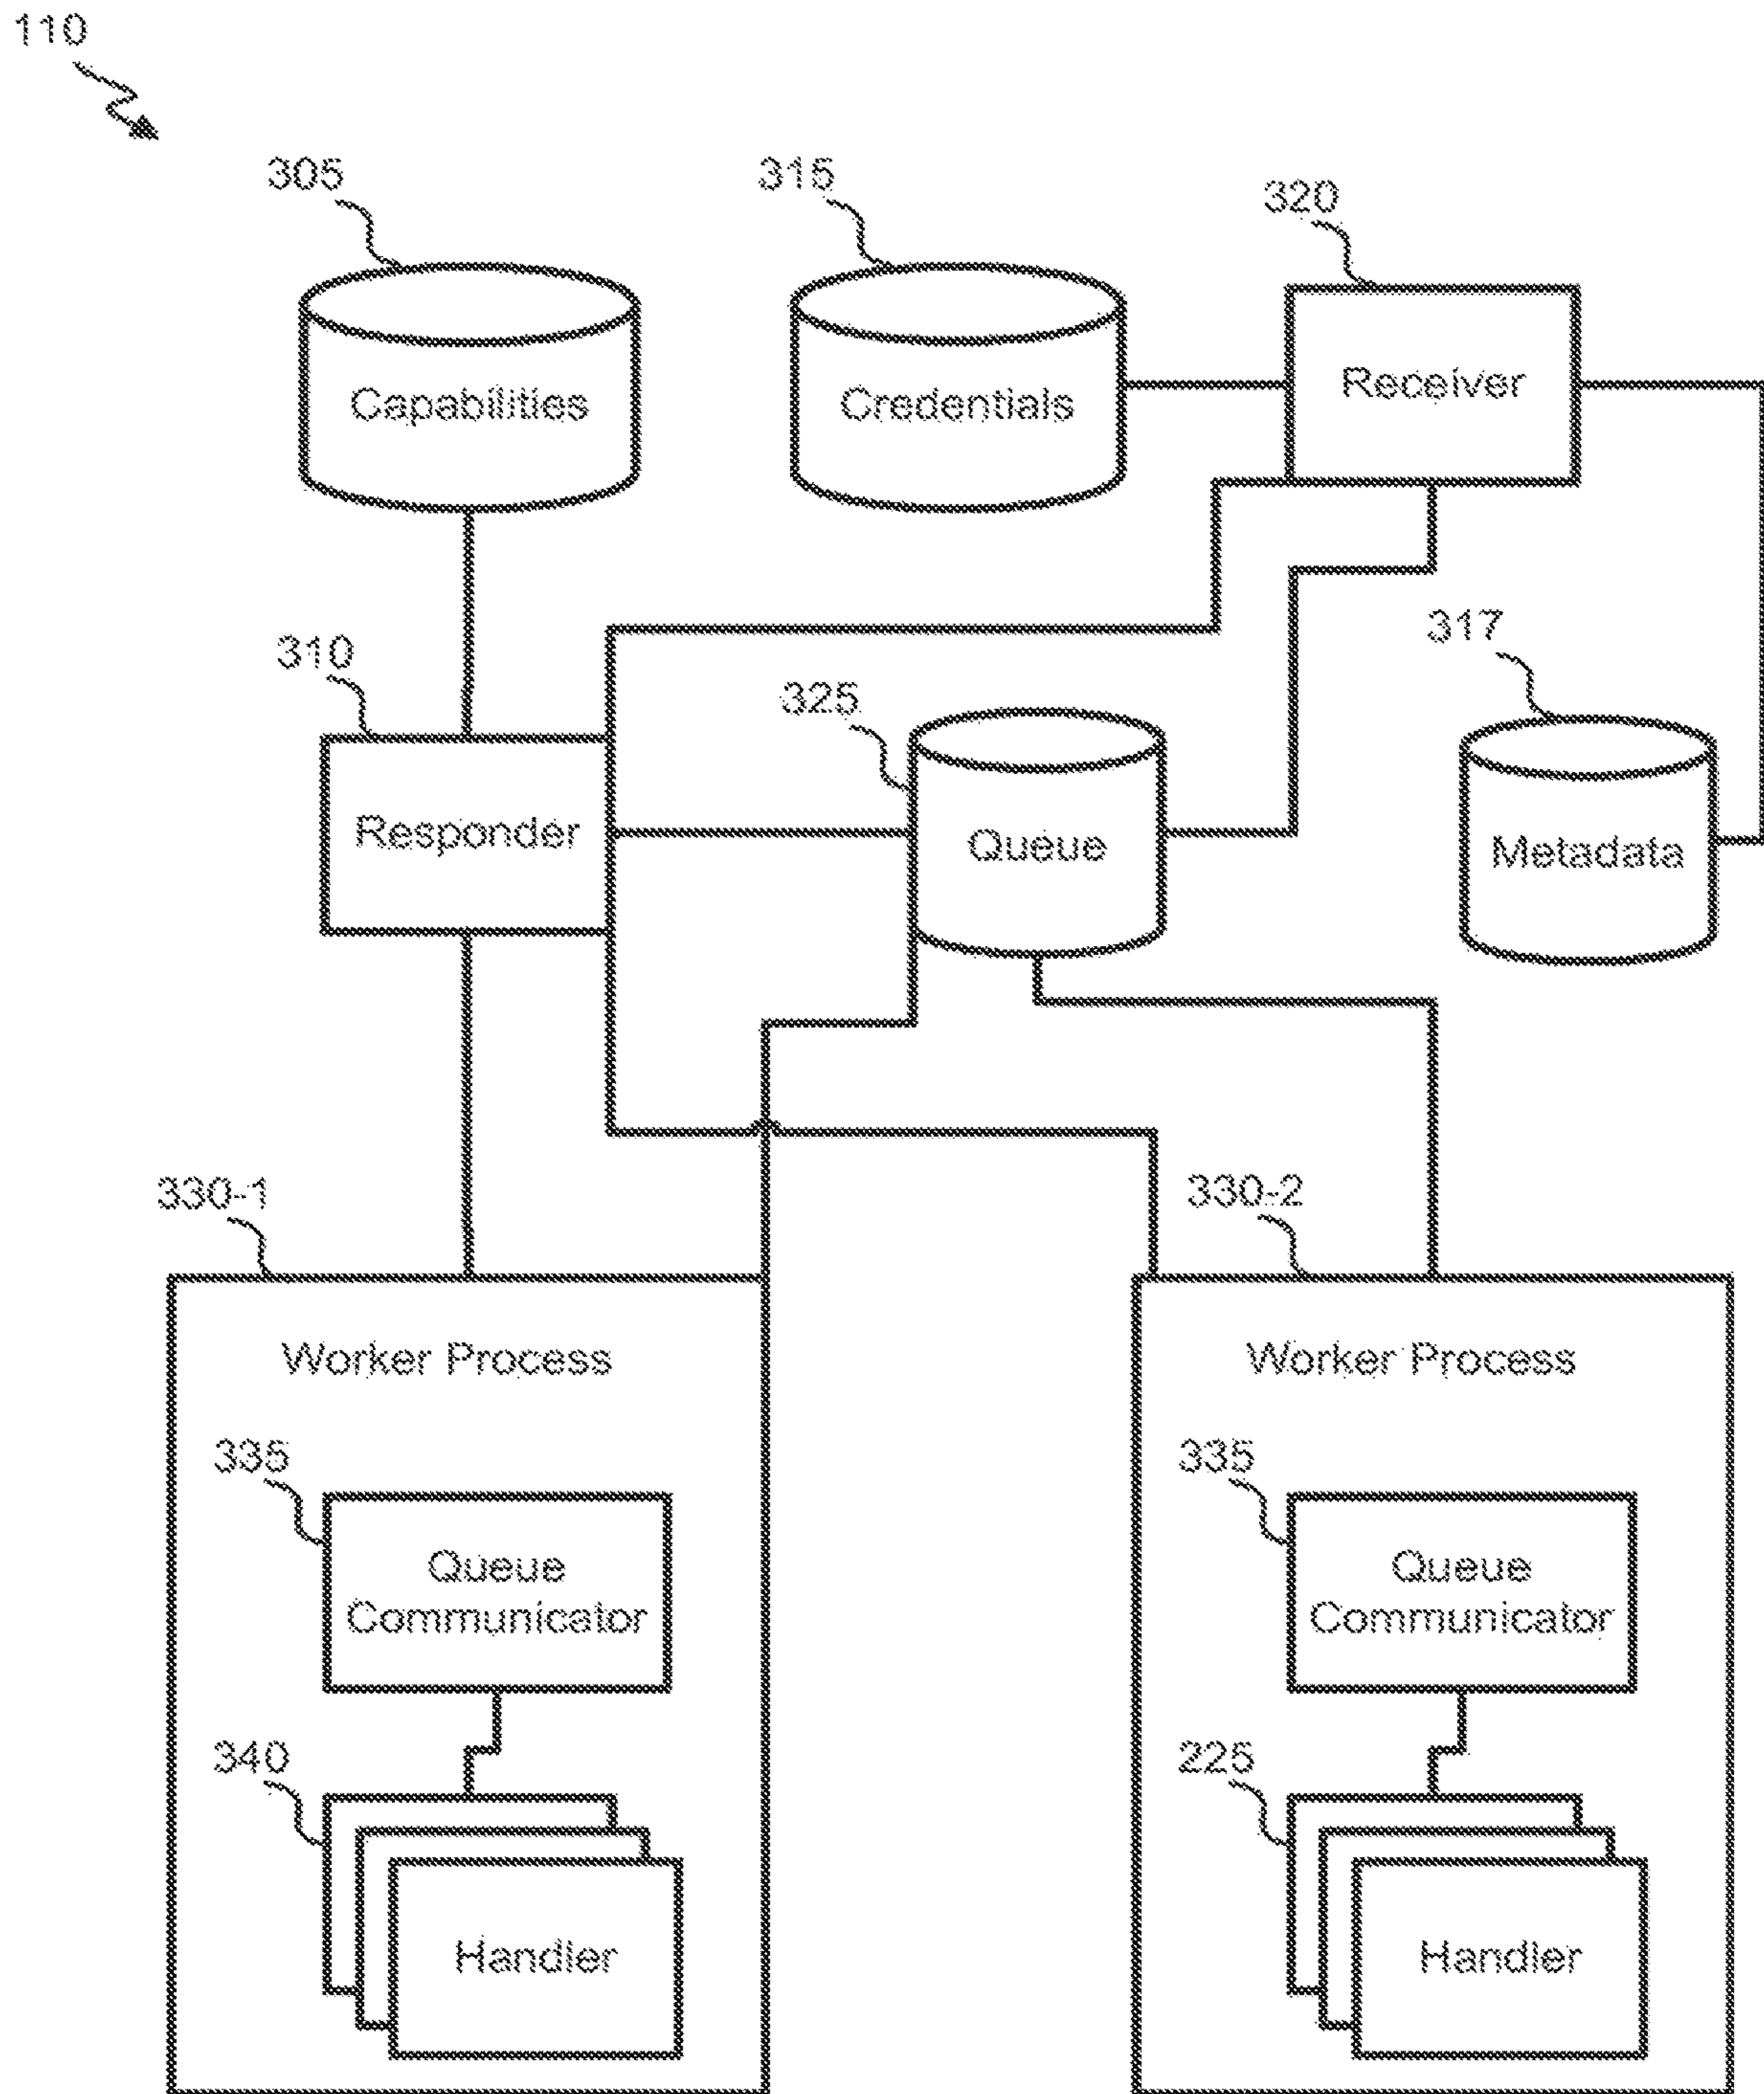 110
305
315
320
Capabilities
Credentials
Receiver
310
325
317
Responder
Queue
Metadata
330-1
330-2
Worker Process
Worker Process
335
335
Queue
Communicator
Queue
Communicator
340
225
Handler
Handler